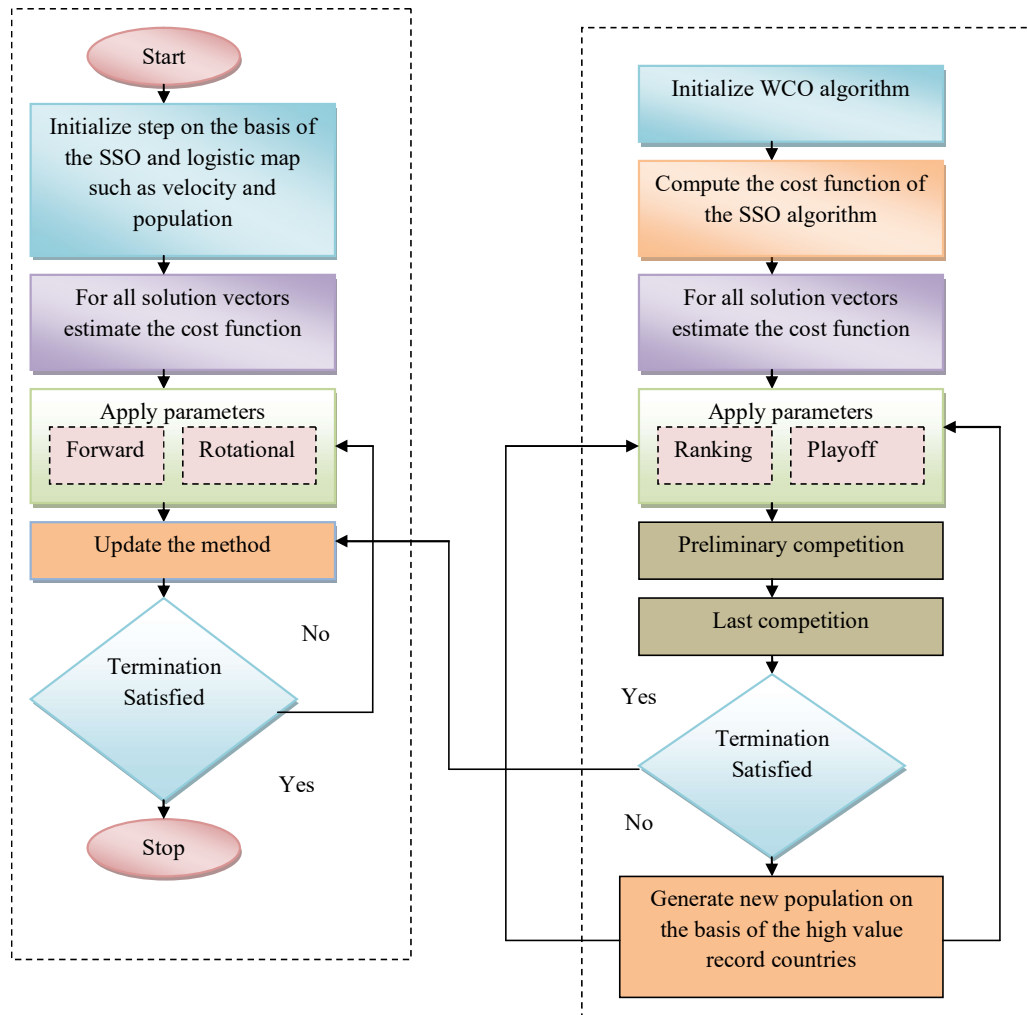 Start
Initialize step on the basis of
the SSO and logistic map
such as velocity and
population
For all solution vectors
estimate the cost function
Apply parameters
Forward
Rotational
Update the method
No
Termination
Satisfied
Yes
Stop
Initialize WCO algorithm
Compute the cost function of
the SSO algorithm
For all solution vectors
estimate the cost function
Apply parameters
Ranking
Playoff
Preliminary competition
Last competition
Yes
Termination
Satisfied
No
Generate new population on
the basis of the high value
record countries